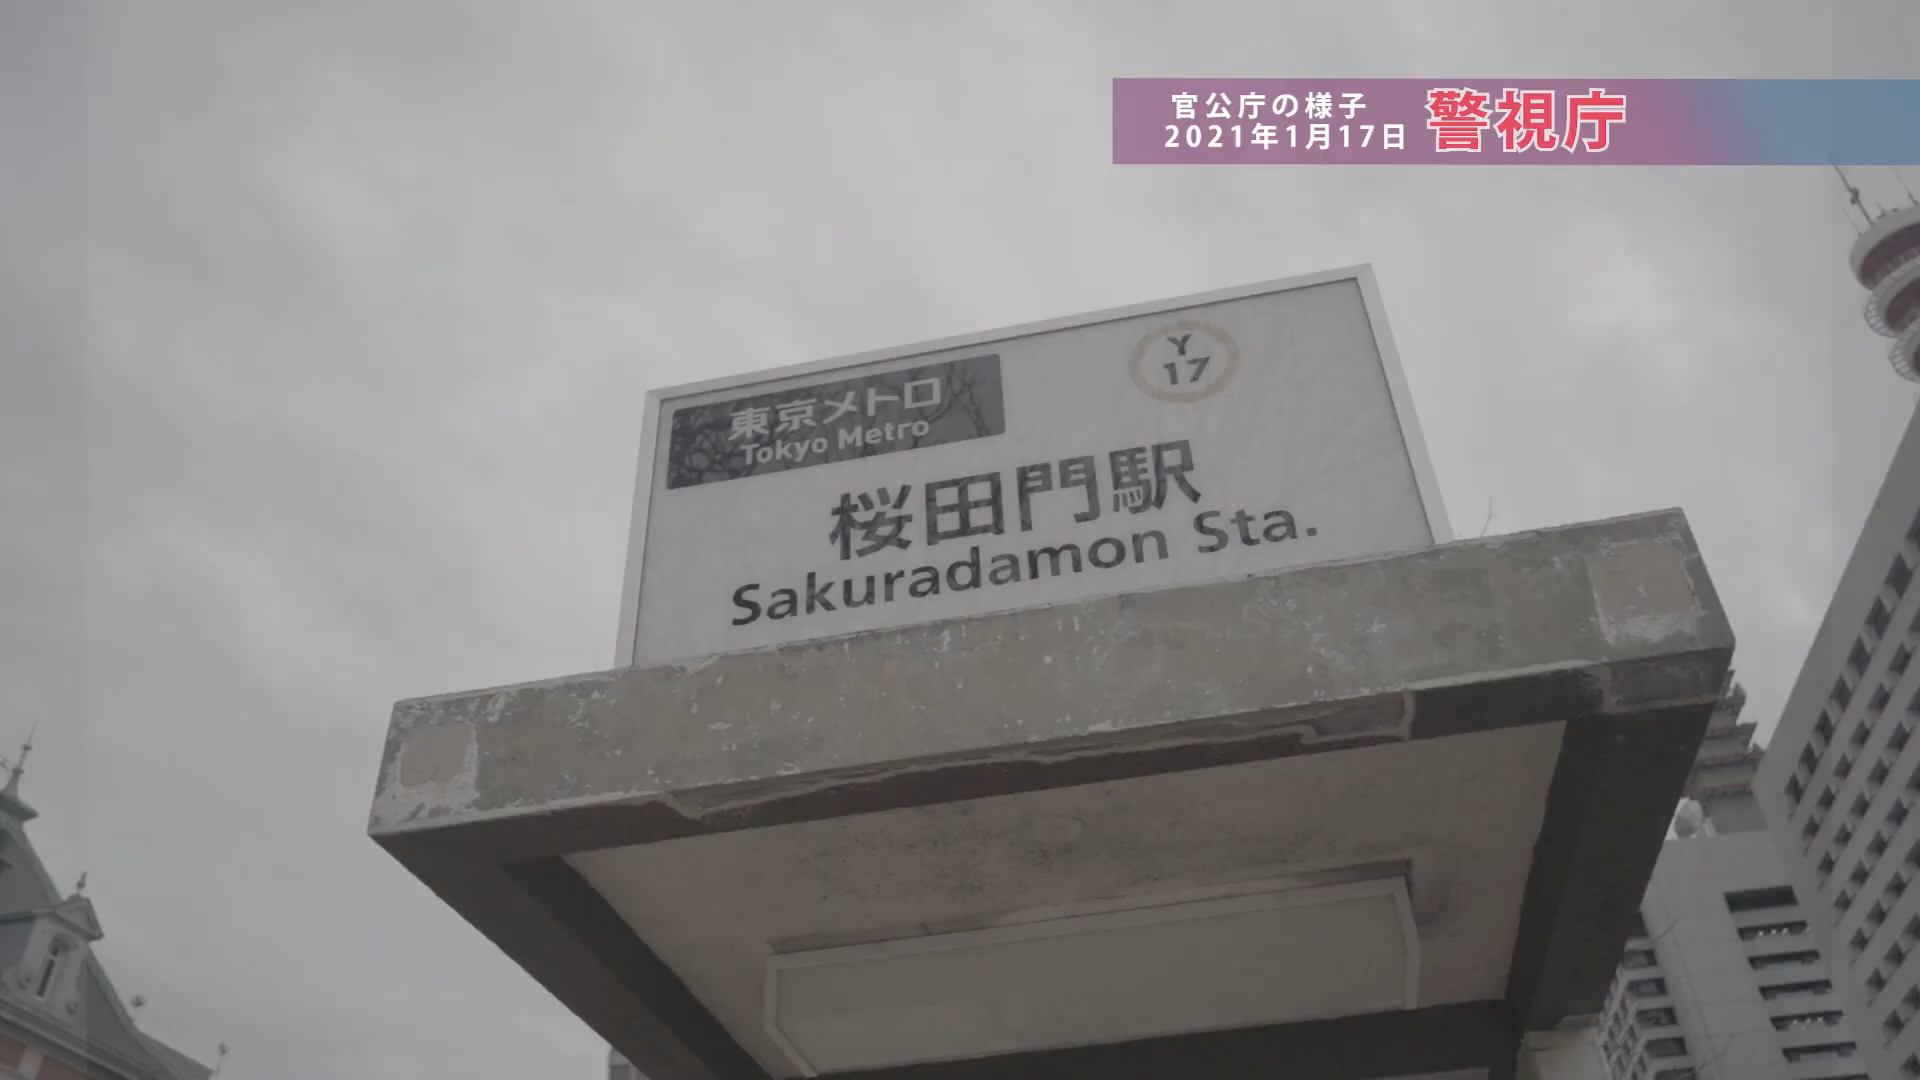 官公庁の様子
2021年1月17日
警視庁
東京メトロ
Tokyo Metro
Y
17
桜田門駅
Sakuradamon Sta.